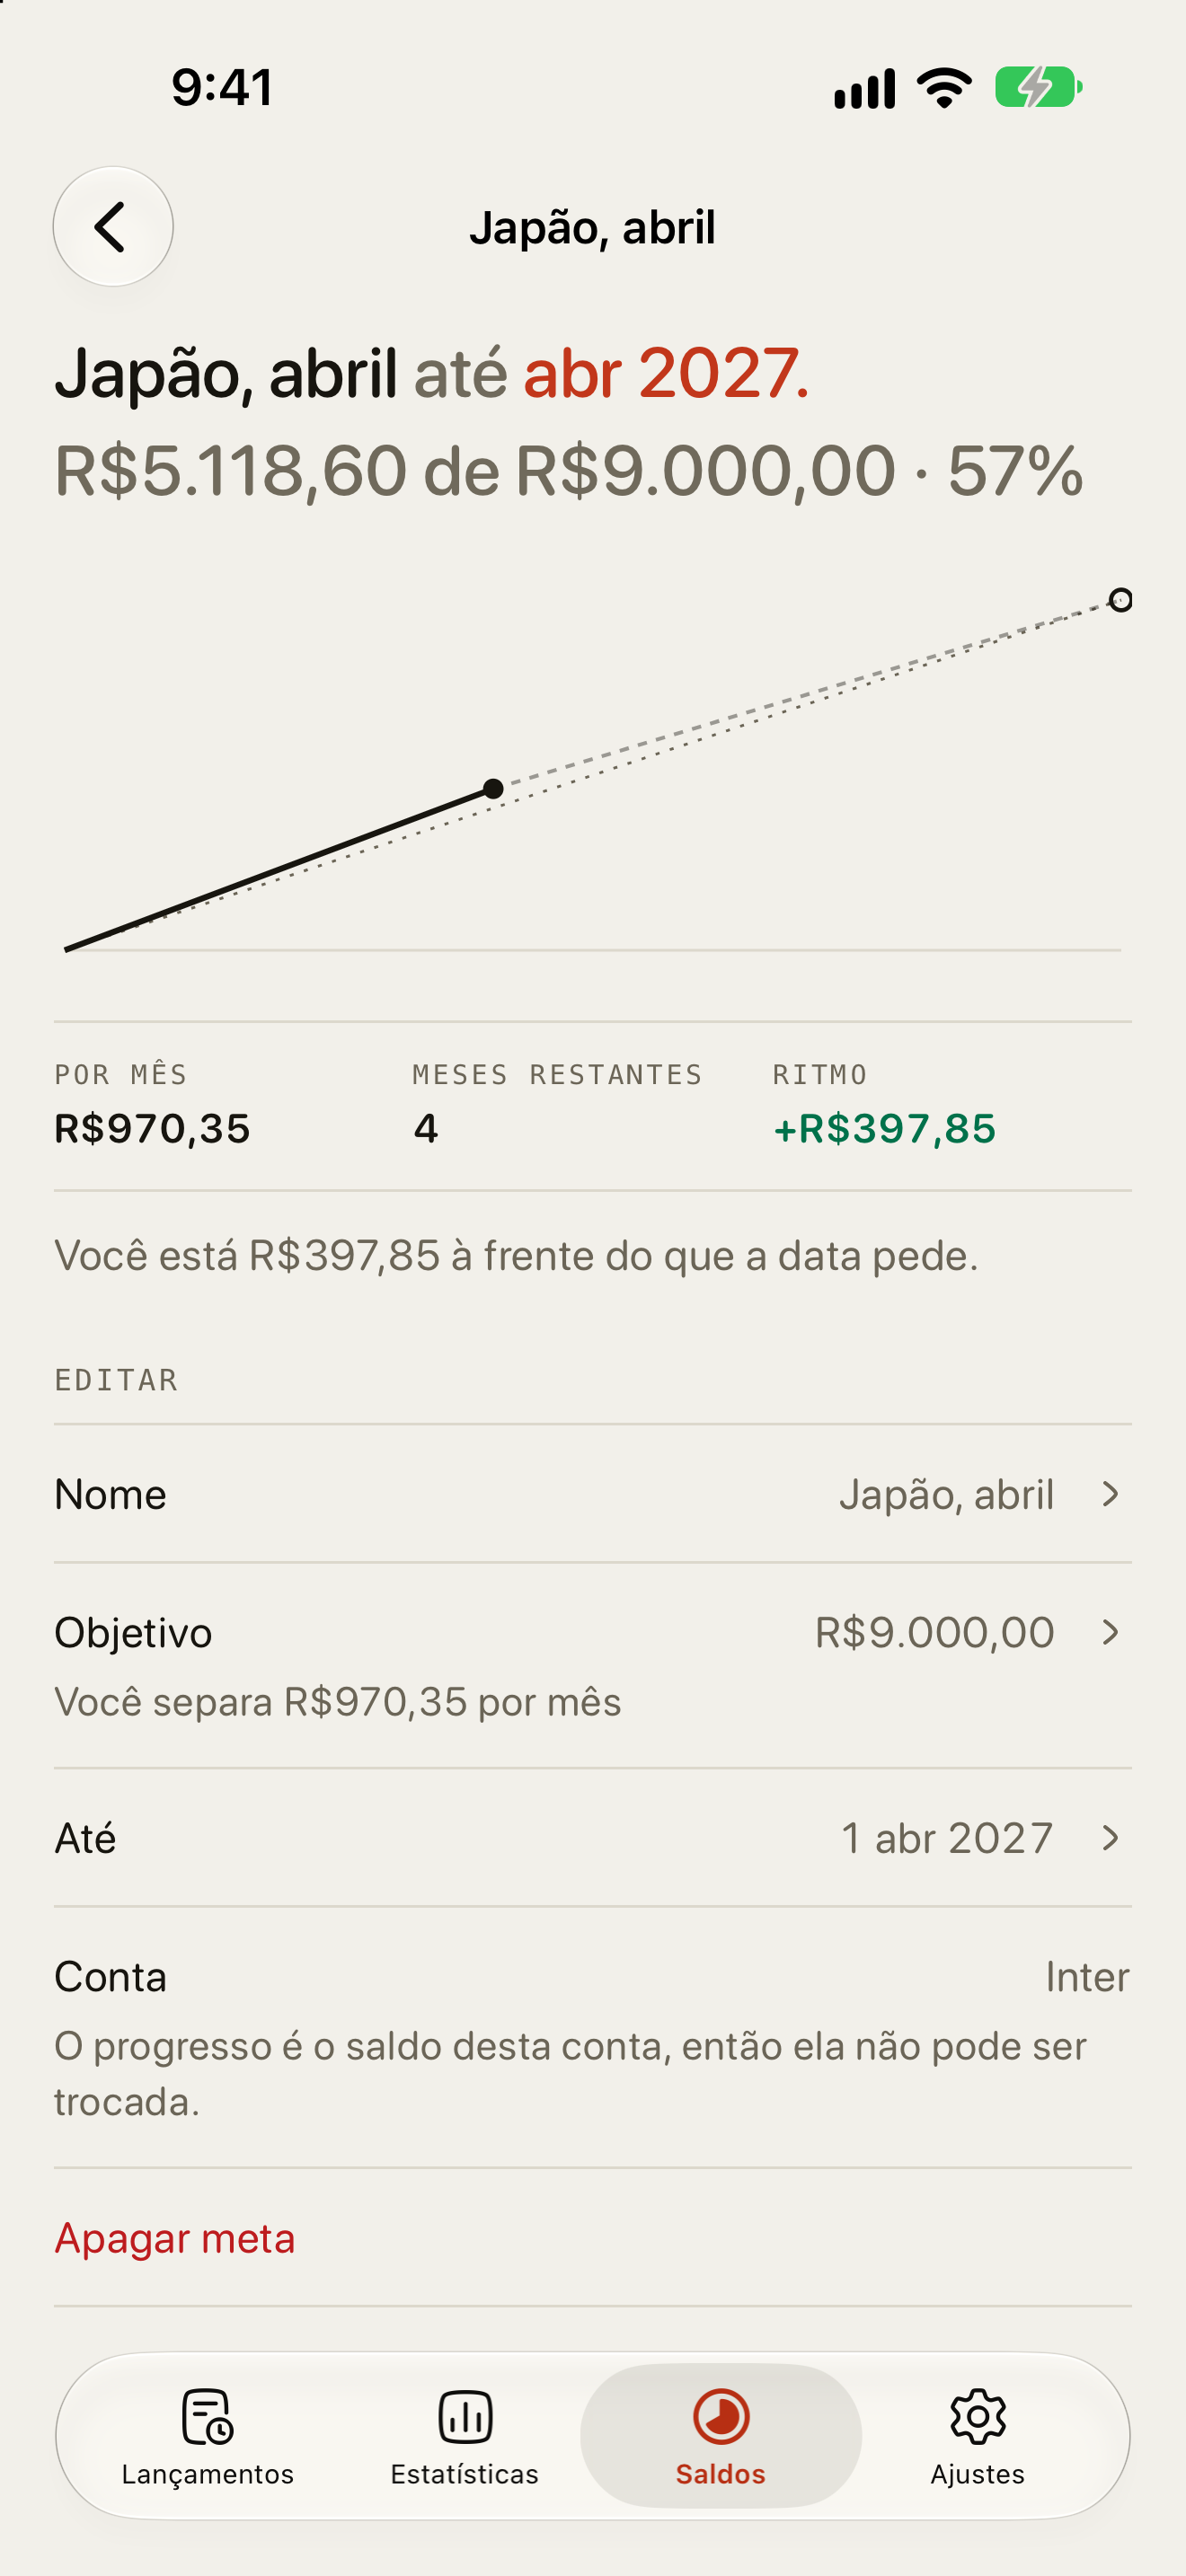 9:41
Japão, abril
Japão, abril até abr 2027.
R$5.118,60 de R$9.000,00 · 57%
POR MÊS MESES RESTANTES RITMO
R$970,35 4 +R$397,85
Você está R$397,85 à frente do que a data pede.
EDITAR
Nome Japão, abril
Objetivo R$9.000,00
Você separa R$970,35 por mês
Até 1 abr 2027
Conta Inter
O progresso é o saldo desta conta, então ela não pode ser
trocada.
Apagar meta
Lançamentos Estatísticas Saldos Ajustes